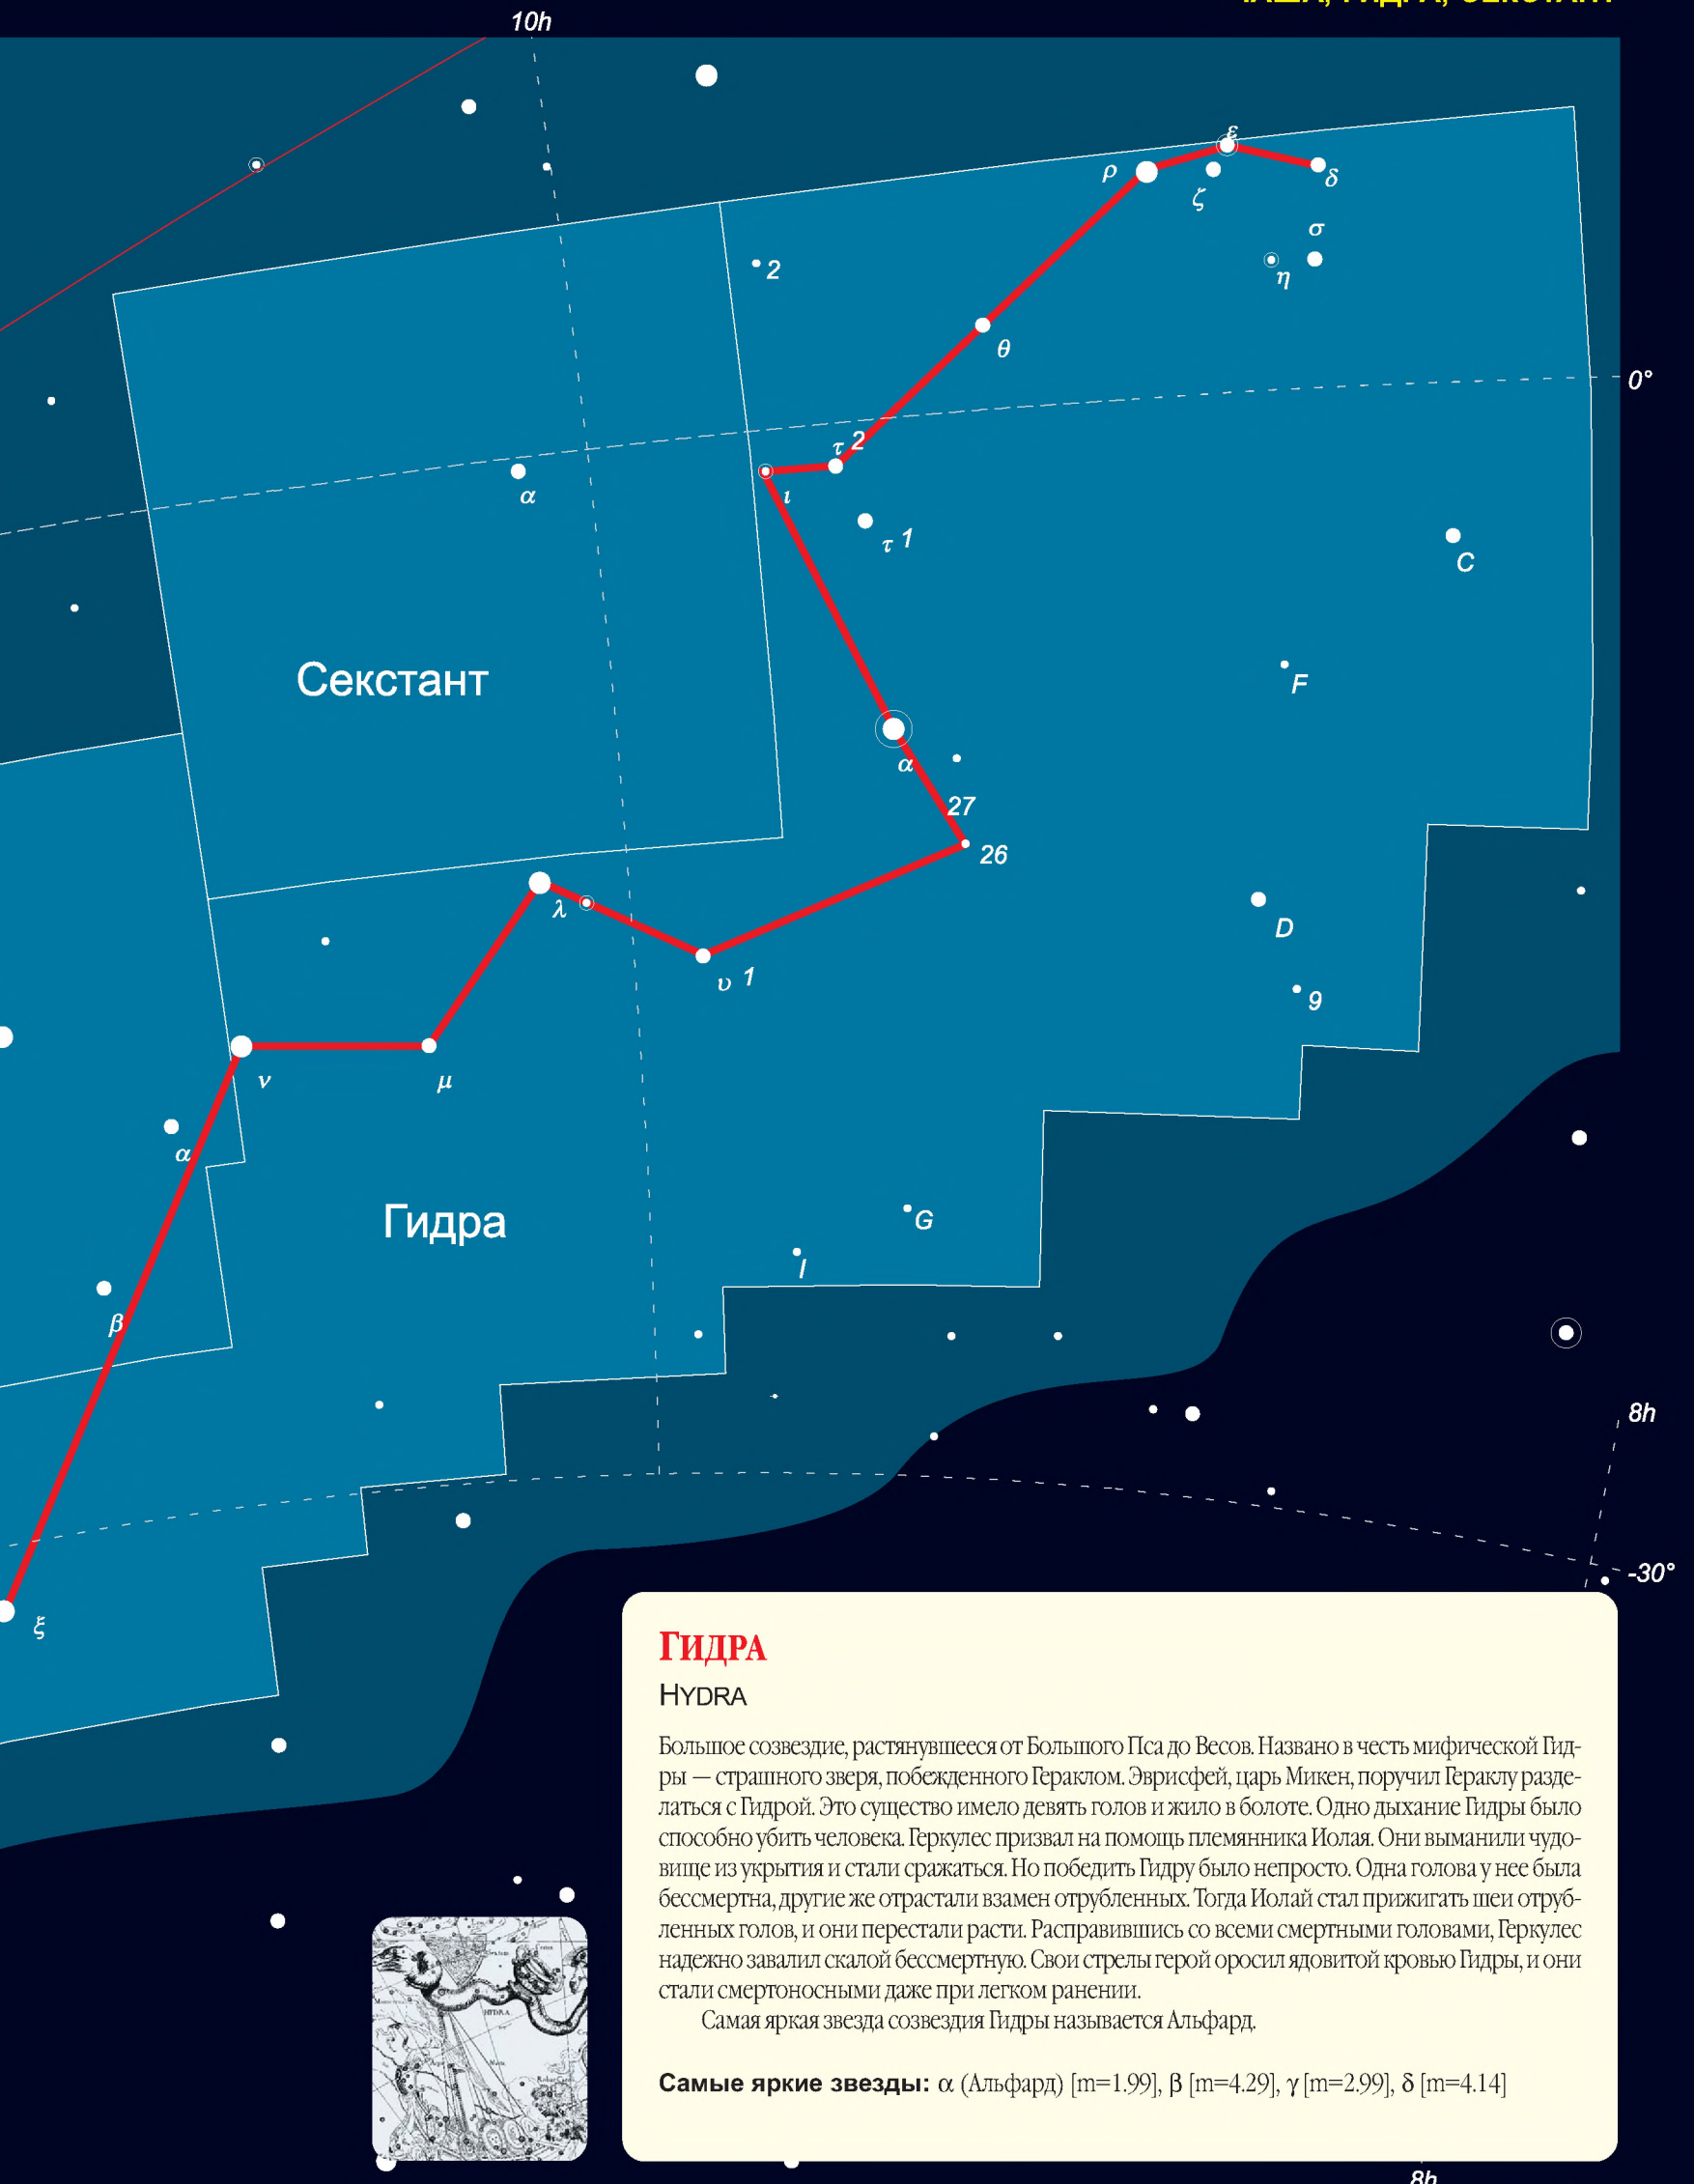 10h
ε
ρ
ζ
δ
σ
2
η
θ
0°
τ 2
α
ι
τ 1
C
Секстант
F
α
27
26
λ
D
υ 1
9
ν
μ
α
Гидра
G
I
β
8h
-30°
ξ
ГИДРА
HYDRA
Большое созвездие, растянувшееся от Большого Пса до Весов. Названо в честь мифической Гид-
ры — страшного зверя, побежденного Гераклом. Эврисфей, царь Микен, поручил Гераклу разде-
латься с Гидрой. Это существо имело девять голов и жило в болоте. Одно дыхание Гидры было
способно убить человека. Геркулес призвал на помощь племянника Иолая. Они выманили чудо-
вище из укрытия и стали сражаться. Но победить Гидру было непросто. Одна голова у нее была
бессмертна, другие же отрастали взамен отрубленных. Тогда Иолай стал прижигать шеи отруб-
ленных голов, и они перестали расти. Расправившись со всеми смертными головами, Геркулес
надежно завалил скалой бессмертную. Свои стрелы герой оросил ядовитой кровью Гидры, и они
стали смертоносными даже при легком ранении.
Самая яркая звезда созвездия Гидры называется Альфард.
Самые яркие звезды: α (Альфард) [m=1.99], β [m=4.29], γ [m=2.99], δ [m=4.14]
HYDRA
8h